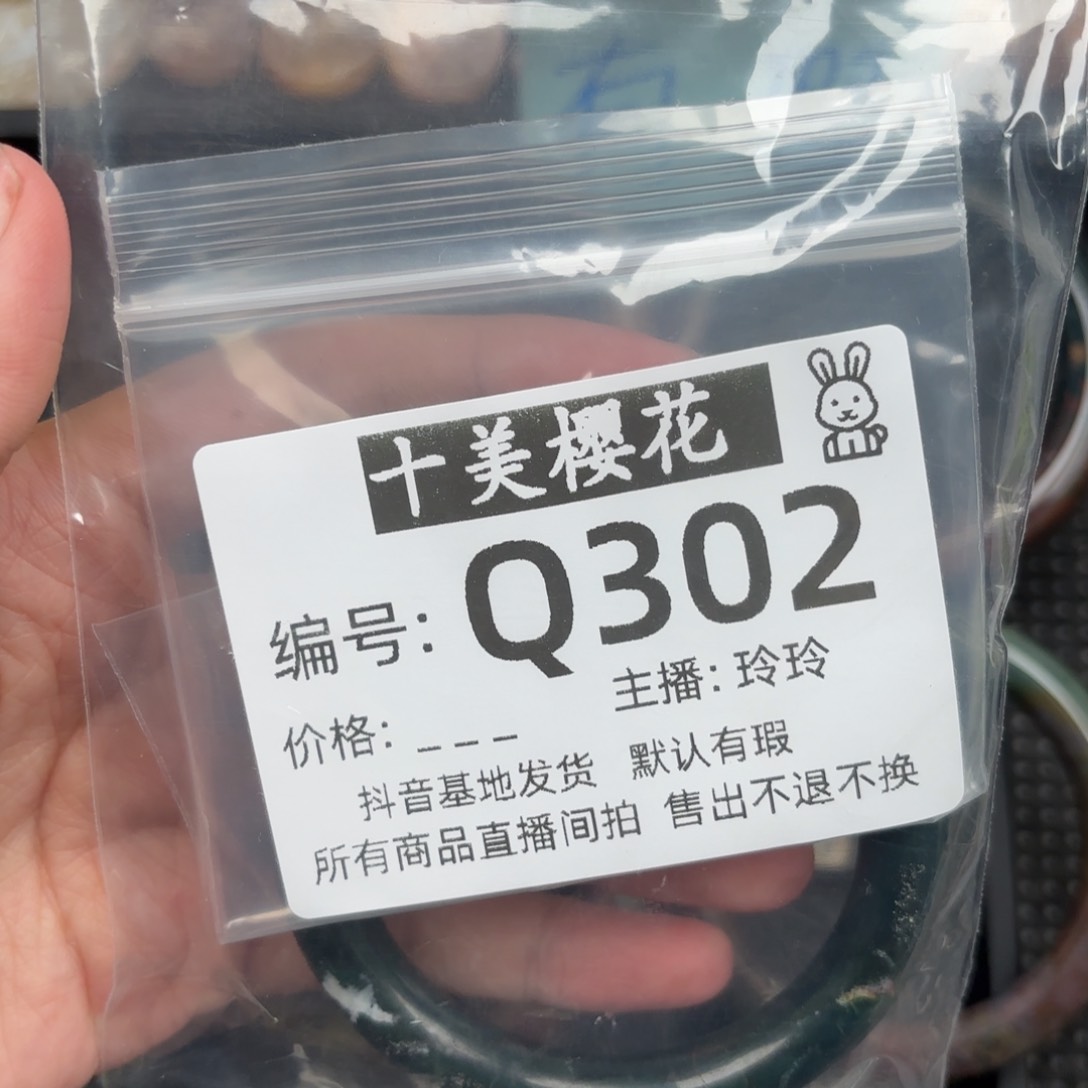 十美樱花
编号: Q302
主播: 玲玲
价格: _ _ _
抖音基地发货 默认有瑕
所有商品直播间拍 售出不退不换